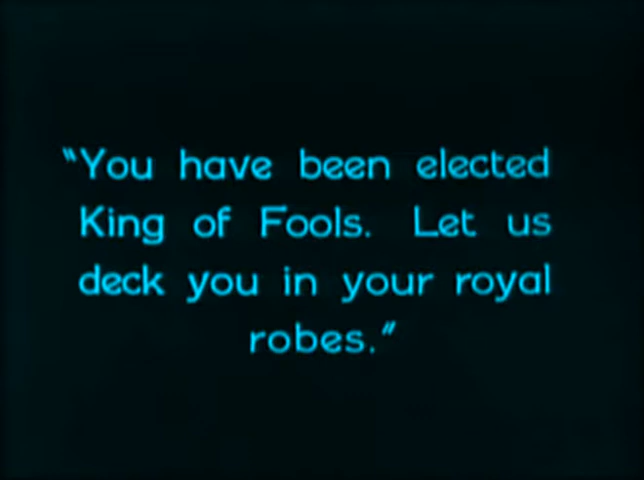 "You have been elected
King of Fools. Let us
deck you in your royal
robes."